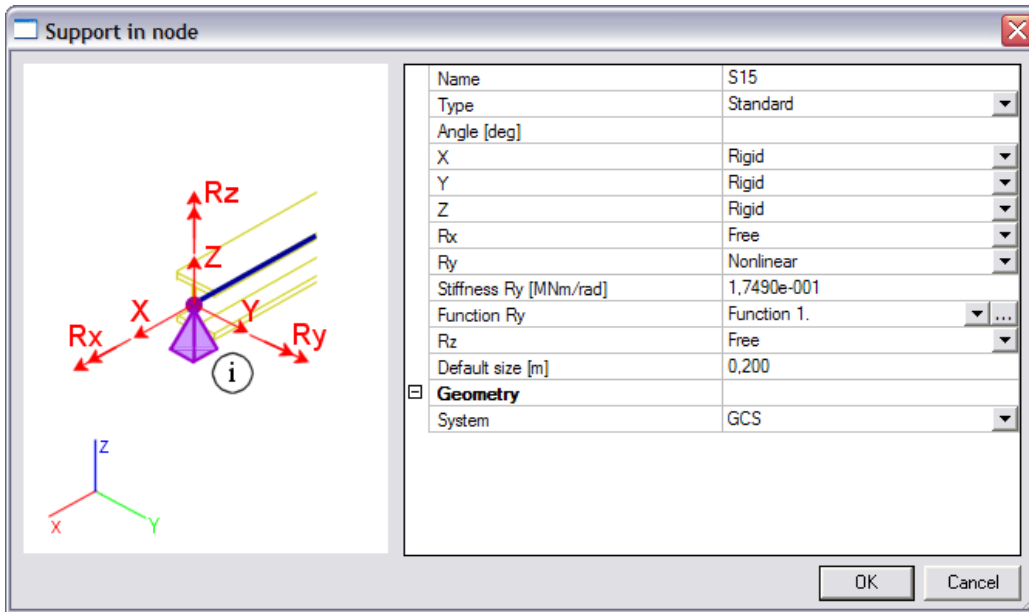 Support in node
Rz
Z
X
Y
Rx
Ry
i
Z
X
Y
Name S15
Type Standard
Angle [deg]
X Rigid
Y Rigid
Z Rigid
Rx Free
Ry Nonlinear
Stiffness Ry [MNm/rad] 1,7490e-001
Function Ry Function 1. ...
Rz Free
Default size [m] 0,200
Geometry
System GCS
OK Cancel